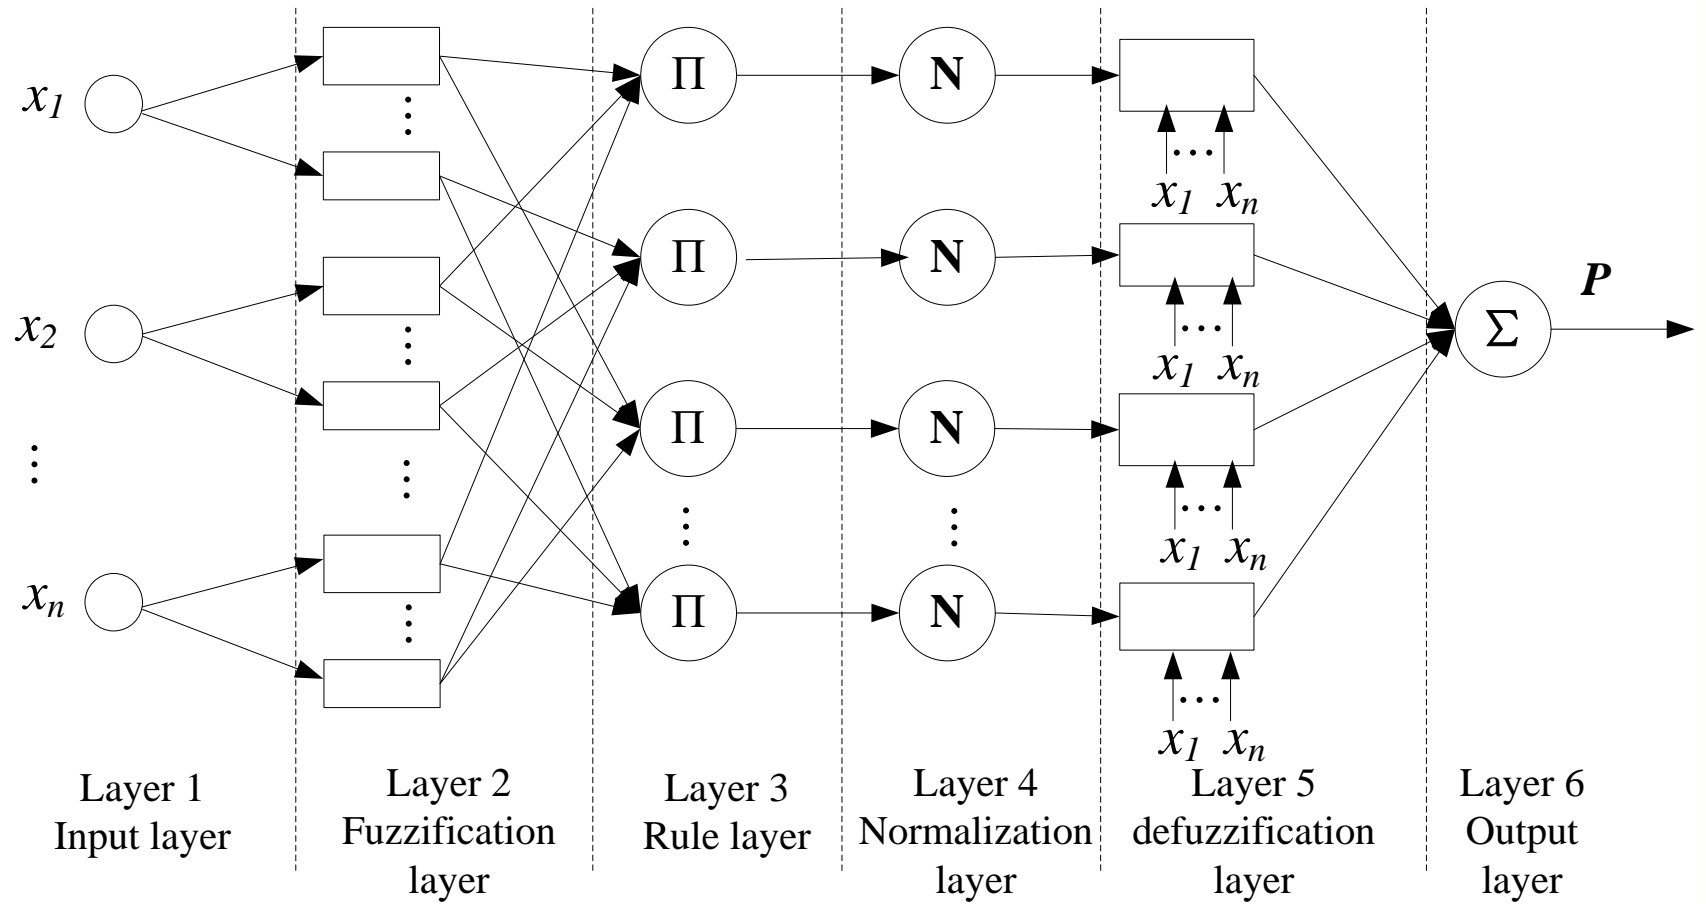 x1
x2
⋮
xn
⋮
⋮
⋮
⋮
Π
Π
Π
⋮
Π
N
N
N
⋮
N
...
x1 xn
...
x1 xn
...
x1 xn
...
x1 xn
Σ
P
Layer 1
Input layer
Layer 2
Fuzzification
layer
Layer 3
Rule layer
Layer 4
Normalization
layer
Layer 5
defuzzification
layer
Layer 6
Output
layer